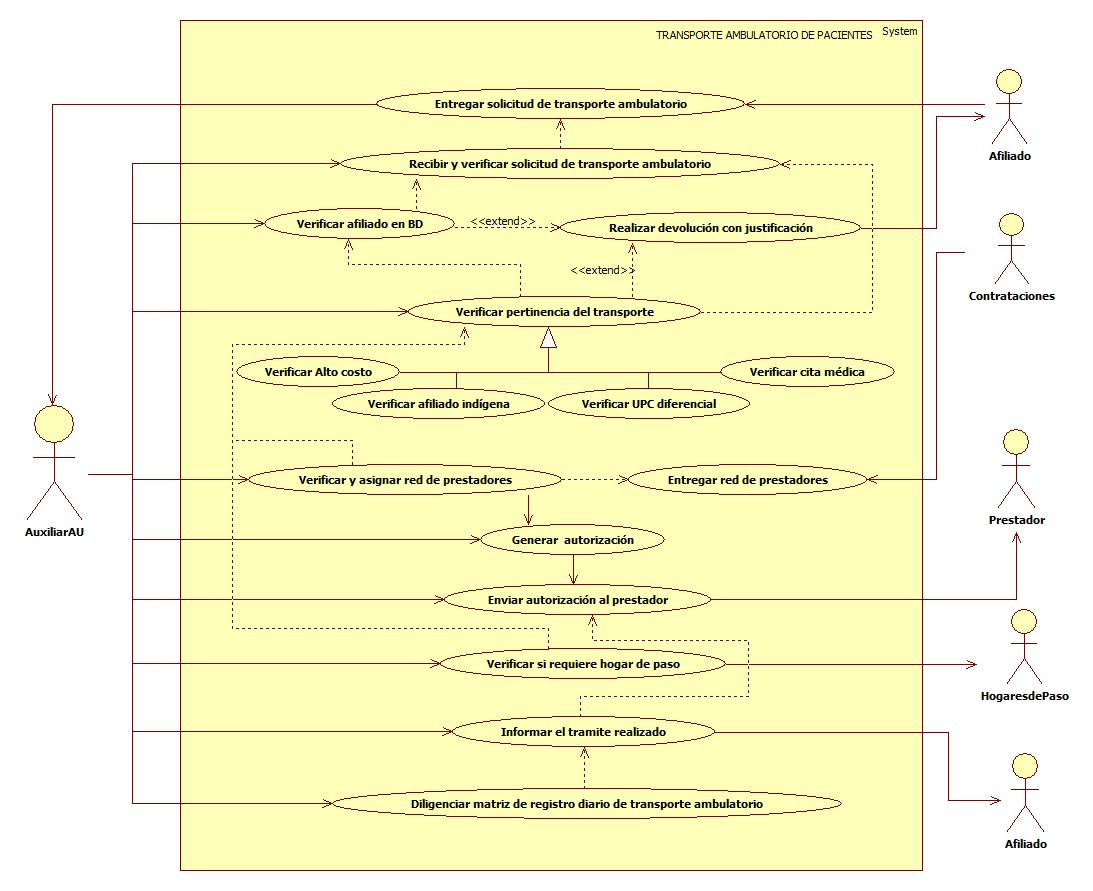 TRANSPORTE AMBULATORIO DE PACIENTES
System
Entregar solicitud de transporte ambulatorio
Afiliado
Recibir y verificar solicitud de transporte ambulatorio
Verificar afiliado en BD
<<extend>>
Realizar devolución con justificación
<<extend>>
Contrataciones
Verificar pertinencia del transporte
Verificar Alto costo
Verificar cita médica
Verificar afiliado indígena
Verificar UPC diferencial
AuxiliarAU
Verificar y asignar red de prestadores
Entregar red de prestadores
Prestador
Generar autorización
Enviar autorización al prestador
Verificar si requiere hogar de paso
HogaresdePaso
Informar el tramite realizado
Diligenciar matriz de registro diario de transporte ambulatorio
Afiliado